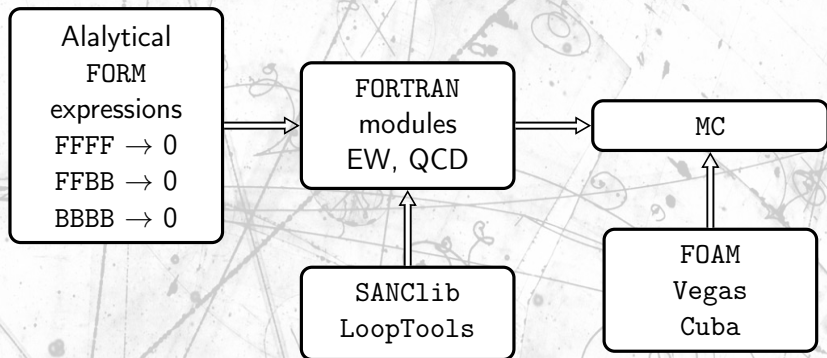 Alalytical
FORM
expressions
FFFF → 0
FFBB → 0
BBBB → 0
FORTRAN
modules
EW, QCD
MC
SANClib
LoopTools
FOAM
Vegas
Cuba